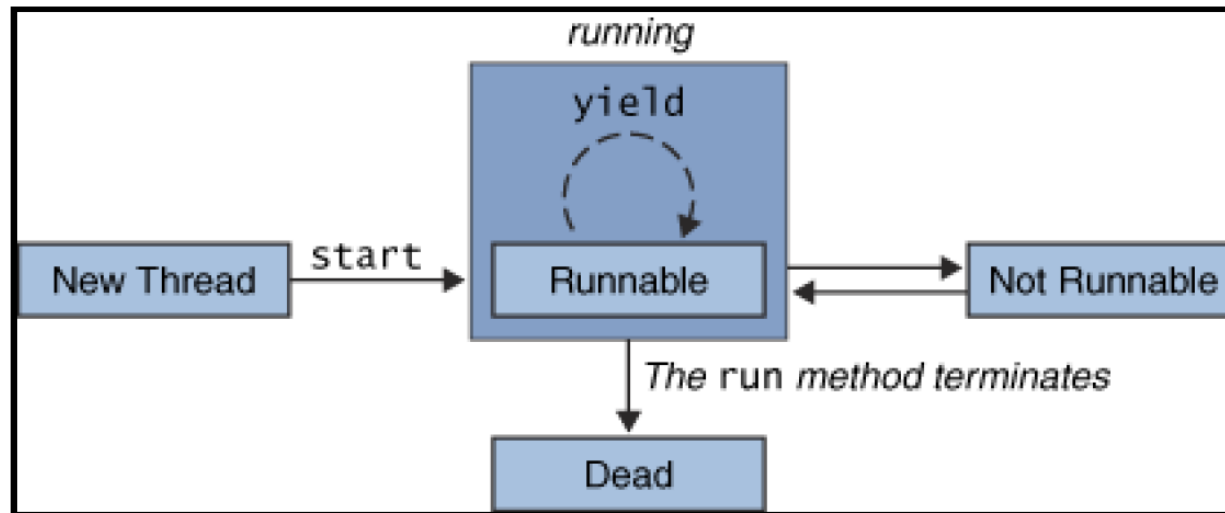 running
yield
New Thread
start
Runnable
Not Runnable
The run method terminates
Dead